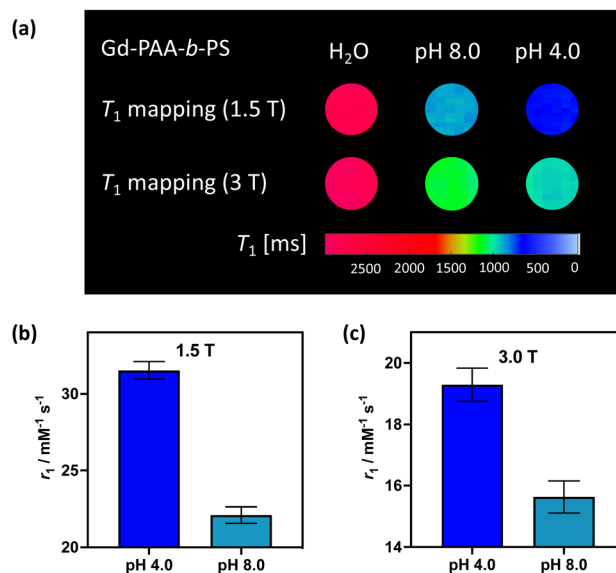 (a)
Gd-PAA-b-PS H₂O pH 8.0 pH 4.0
T₁ mapping (1.5 T)
T₁ mapping (3 T)
T₁ [ms]
2500 2000 1500 1000 500 0
(b)
1.5 T
r₁ / mM⁻¹ s⁻¹
30
25
20
pH 4.0 pH 8.0
(c)
3.0 T
r₁ / mM⁻¹ s⁻¹
20
18
16
14
pH 4.0 pH 8.0